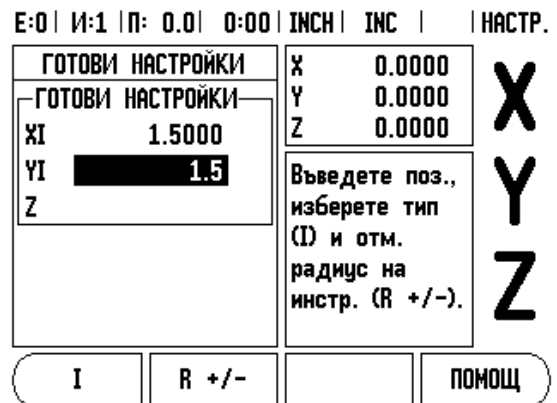 Е:0 | И:1 | П: 0.0 | 0:00 | INCH | INC | | НАСТР.
ГОТОВИ НАСТРОЙКИ
ГОТОВИ НАСТРОЙКИ
XI 1.5000
YI 1.5
Z
X 0.0000
Y 0.0000
Z 0.0000
Въведете поз.,
изберете тип
(I) и отм.
радиус на
инстр. (R +/-).
X
Y
Z
I
R +/-
ПОМОЩ